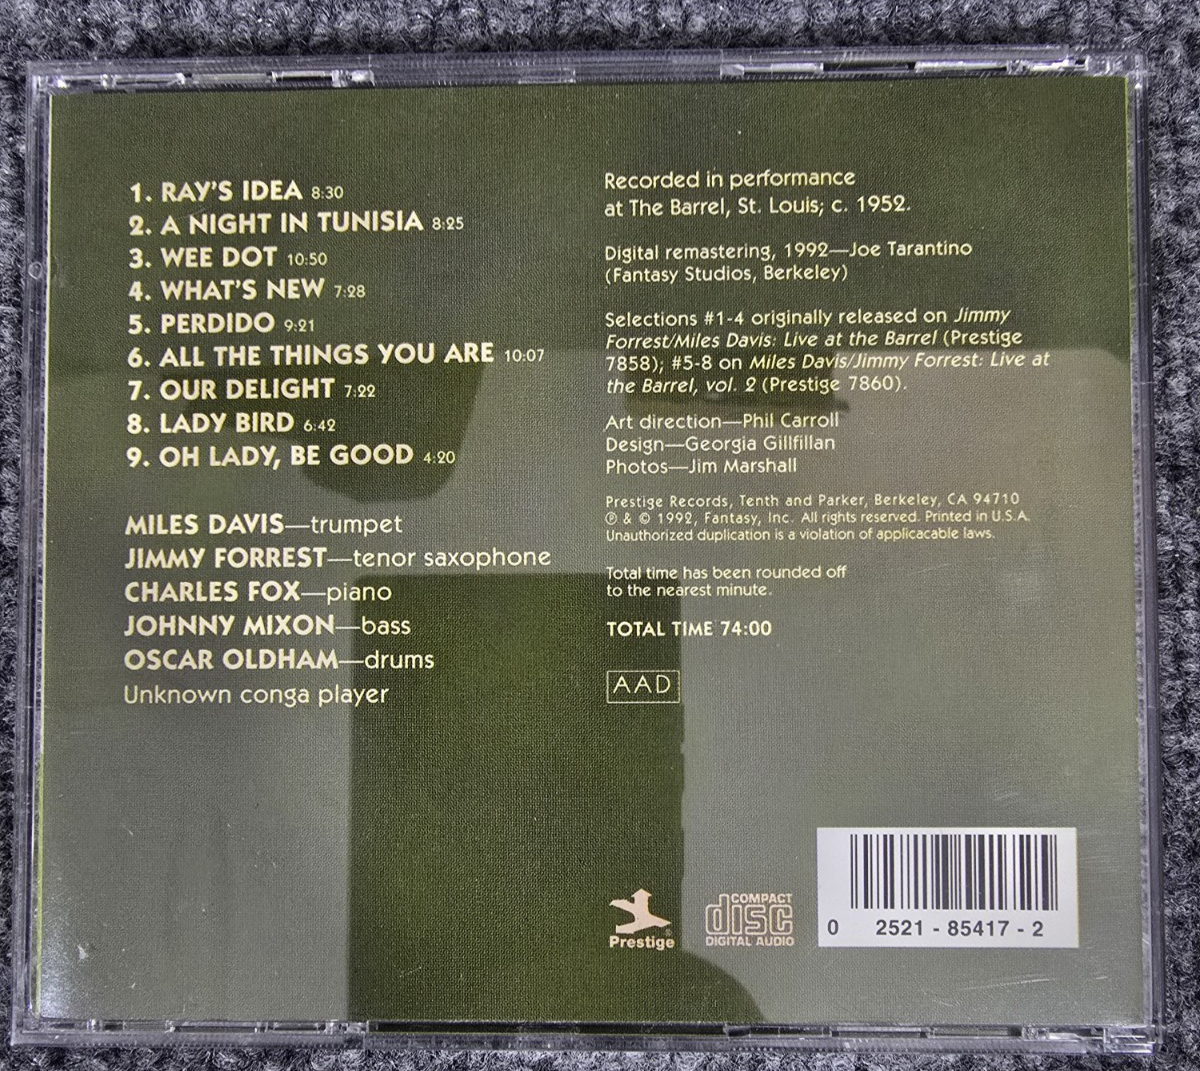 1. RAY'S IDEA 8:30
2. A NIGHT IN TUNISIA 8:25
3. WEE DOT 10:50
4. WHAT'S NEW 7:28
5. PERDIDO 9:21
6. ALL THE THINGS YOU ARE 10:07
7. OUR DELIGHT 7:22
8. LADY BIRD 6:42
9. OH LADY, BE GOOD 4:20
MILES DAVIS—trumpet
JIMMY FORREST—tenor saxophone
CHARLES FOX—piano
JOHNNY MIXON—bass
OSCAR OLDHAM—drums
Unknown conga player
Recorded in performance
at The Barrel, St. Louis; c. 1952.
Digital remastering, 1992—Joe Tarantino
(Fantasy Studios, Berkeley)
Selections #1-4 originally released on Jimmy
Forrest/Miles Davis: Live at the Barrel (Prestige
7858); #5-8 on Miles Davis/Jimmy Forrest: Live at
the Barrel, vol. 2 (Prestige 7860).
Art direction—Phil Carroll
Design—Georgia Gillfillan
Photos—Jim Marshall
Prestige Records, Tenth and Parker, Berkeley, CA 94710
℗ & © 1992, Fantasy, Inc. All rights reserved. Printed in U.S.A.
Unauthorized duplication is a violation of applicacable laws.
Total time has been rounded off
to the nearest minute.
TOTAL TIME 74:00
AAD
Prestige®
COMPACT
disc
DIGITAL AUDIO
0 2521 - 85417 - 2